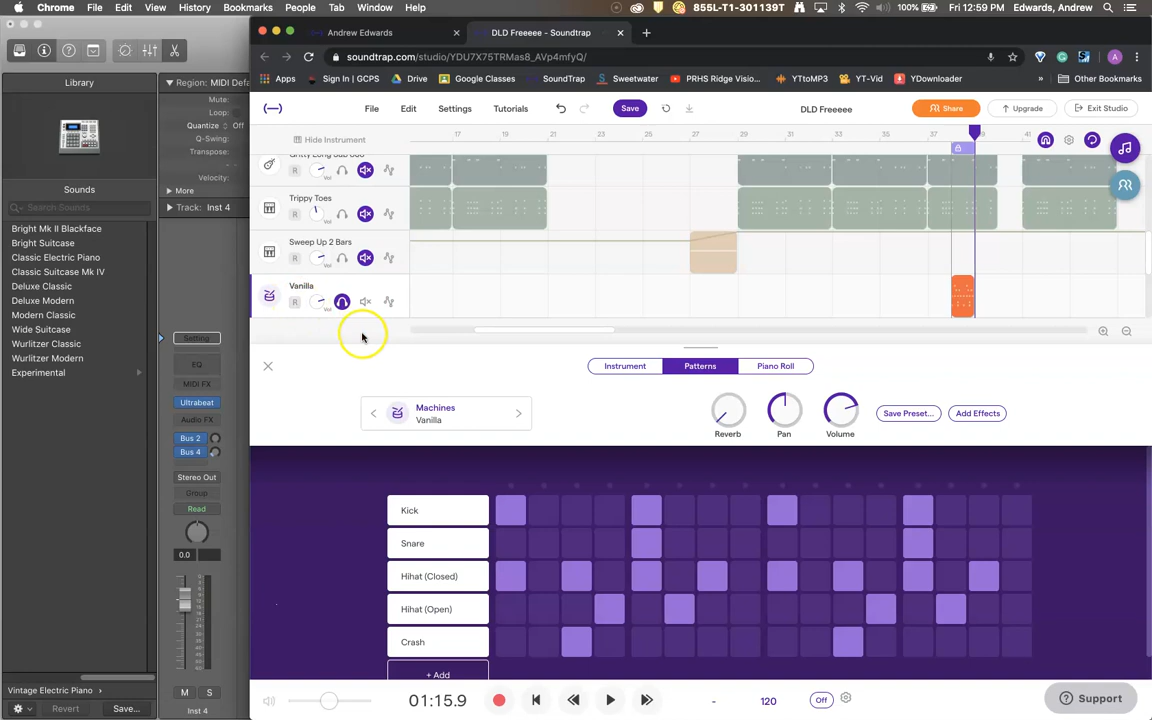 Chrome File Edit View History Bookmarks People Tab Window Help
855L-T1-301139T 100% Fri 12:59 PM Edwards, Andrew
Andrew Edwards
DLD Freeeee - Soundtrap
soundtrap.com/studio/YDU7X75TRMas8_AVp4mfyQ/
Apps Sign In | GCPS Drive Google Classes SoundTrap Sweetwater PRHS Ridge Visio... YTtoMP3 YT-Vid YDownloader » Other Bookmarks
File Edit Settings Tutorials Save DLD Freeeee Share Upgrade Exit Studio
Hide Instrument
17 19 21 23 25 27 29 31 33 35 37 39 41
R Vol
Trippy Toes
R Vol
Sweep Up 2 Bars
R Vol
Vanilla
R Vol
Instrument Patterns Piano Roll
Machines
Vanilla
Reverb Pan Volume
Save Preset... Add Effects
Kick
Snare
Hihat (Closed)
Hihat (Open)
Crash
+ Add
01:15.9 - 120 Off
Support
Library
Sounds
Search Sounds
Bright Mk II Blackface
Bright Suitcase
Classic Electric Piano
Classic Suitcase Mk IV
Deluxe Classic
Deluxe Modern
Modern Classic
Wide Suitcase
Wurlitzer Classic
Wurlitzer Modern
Experimental
Vintage Electric Piano
Revert Save...
Region: MIDI Defa
Mute:
Loop:
Quantize Off
Q-Swing:
Transpose:
Velocity:
More
Track: Inst 4
Setting
EQ
MIDI FX
Ultrabeat
Audio FX
Bus 2
Bus 4
Stereo Out
Group
Read
0.0
M S
Inst 4